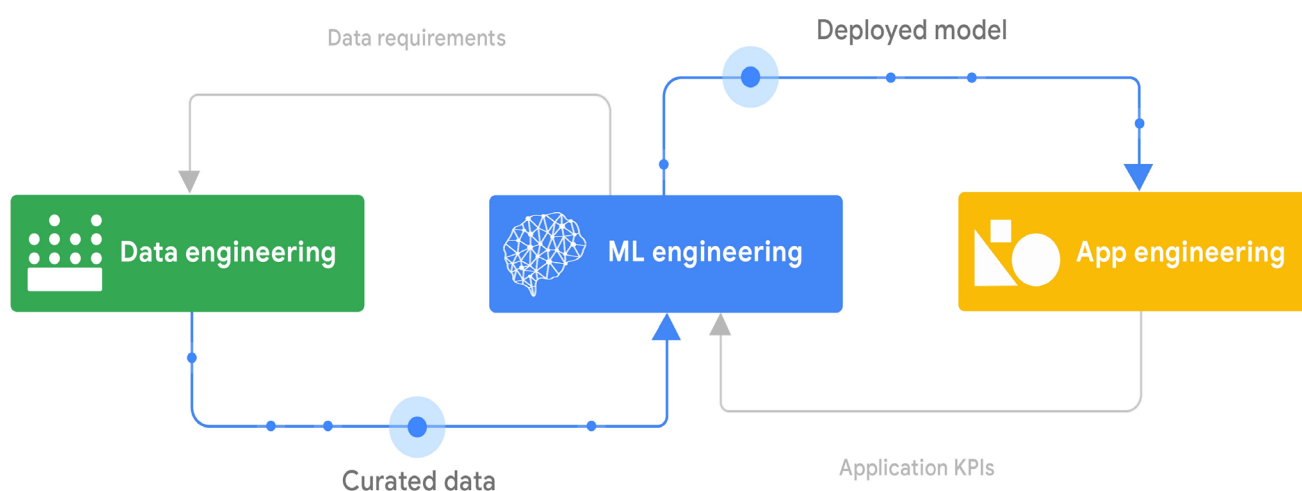 Data requirements
Deployed model
Data engineering
ML engineering
App engineering
Curated data
Application KPIs